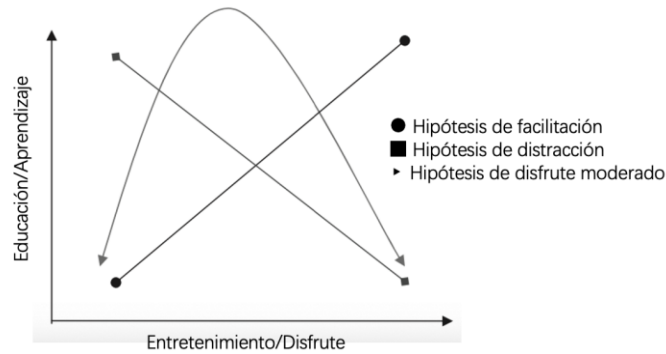 Educación/Aprendizaje
Hipótesis de facilitación
Hipótesis de distracción
Hipótesis de disfrute moderado
Entretenimiento/Disfrute